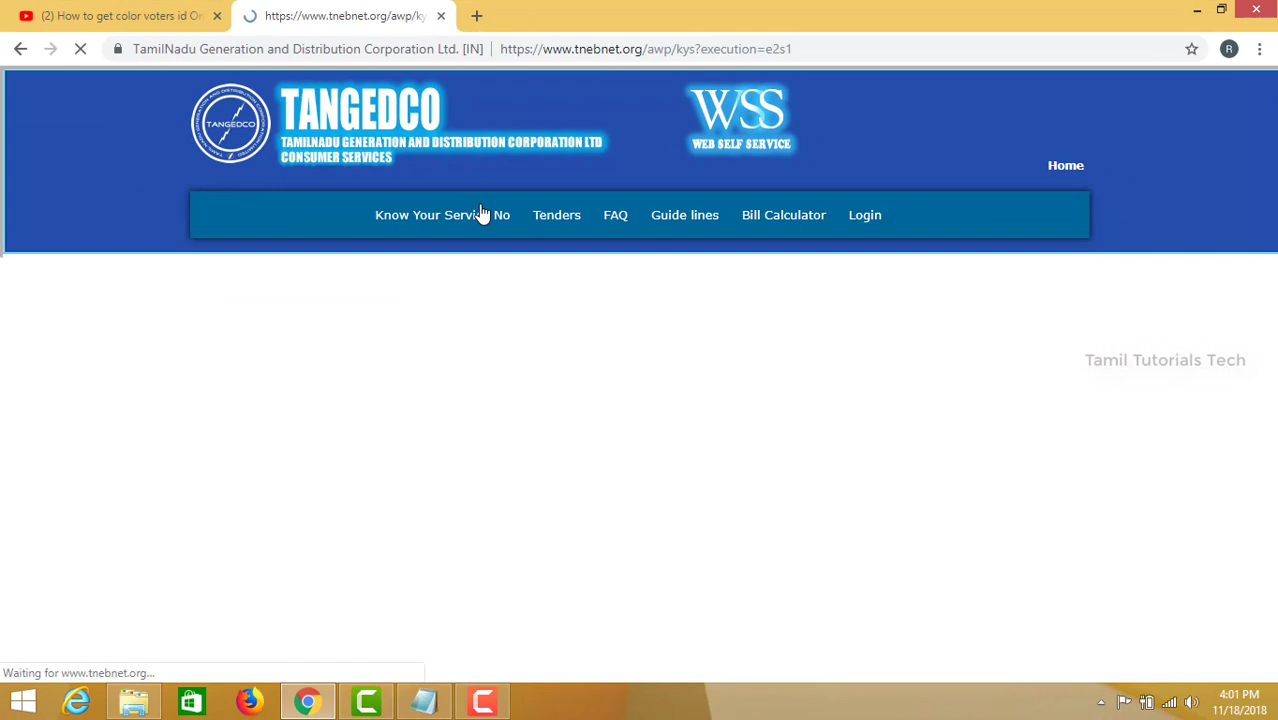 (2) How to get color voters id On
https://www.tnebnet.org/awp/ky
TamilNadu Generation and Distribution Corporation Ltd. [IN] | https://www.tnebnet.org/awp/kys?execution=e2s1
R
TANGEDCO
TANGEDCO
TAMILNADU GENERATION AND DISTRIBUTION CORPORATION LTD
CONSUMER SERVICES
WSS
WEB SELF SERVICE
Home
Know Your Service No Tenders FAQ Guide lines Bill Calculator Login
Tamil Tutorials Tech
Waiting for www.tnebnet.org...
4:01 PM
11/18/2018